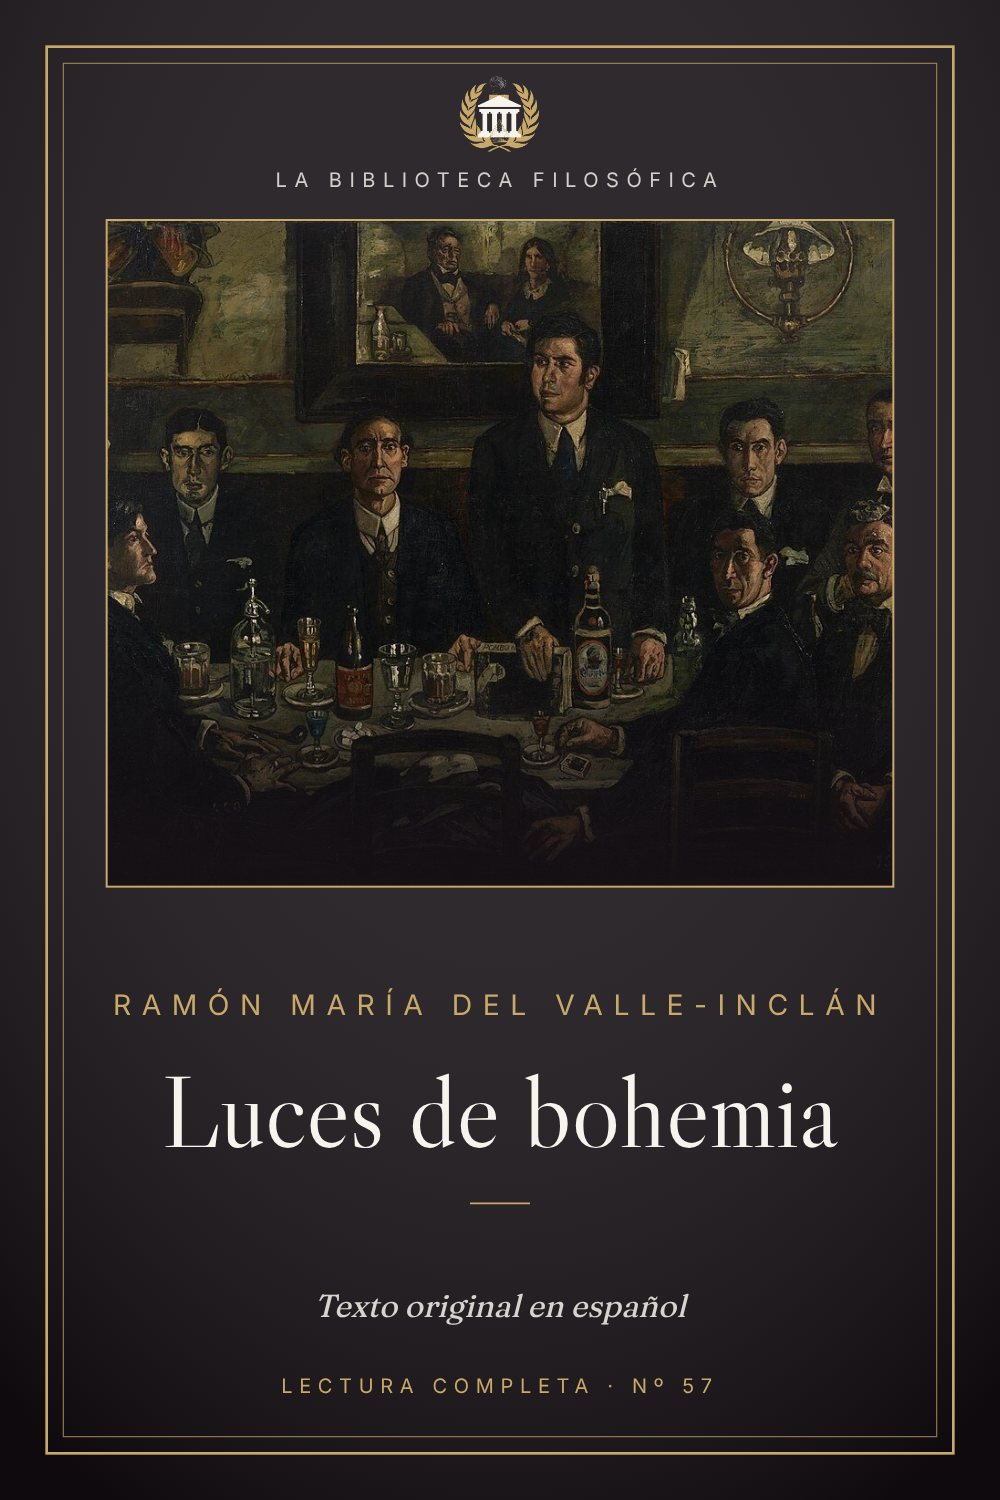 LA BIBLIOTECA FILOSÓFICA
POMBO
RAMÓN MARÍA DEL VALLE-INCLÁN
Luces de bohemia
Texto original en español
LECTURA COMPLETA · Nº 57